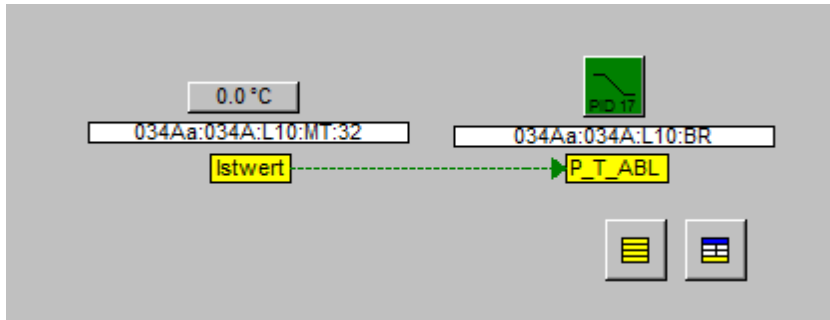 0.0 °C
PID 17
034Aa:034A:L10:MT:32
034Aa:034A:L10:BR
Istwert
P_T_ABL